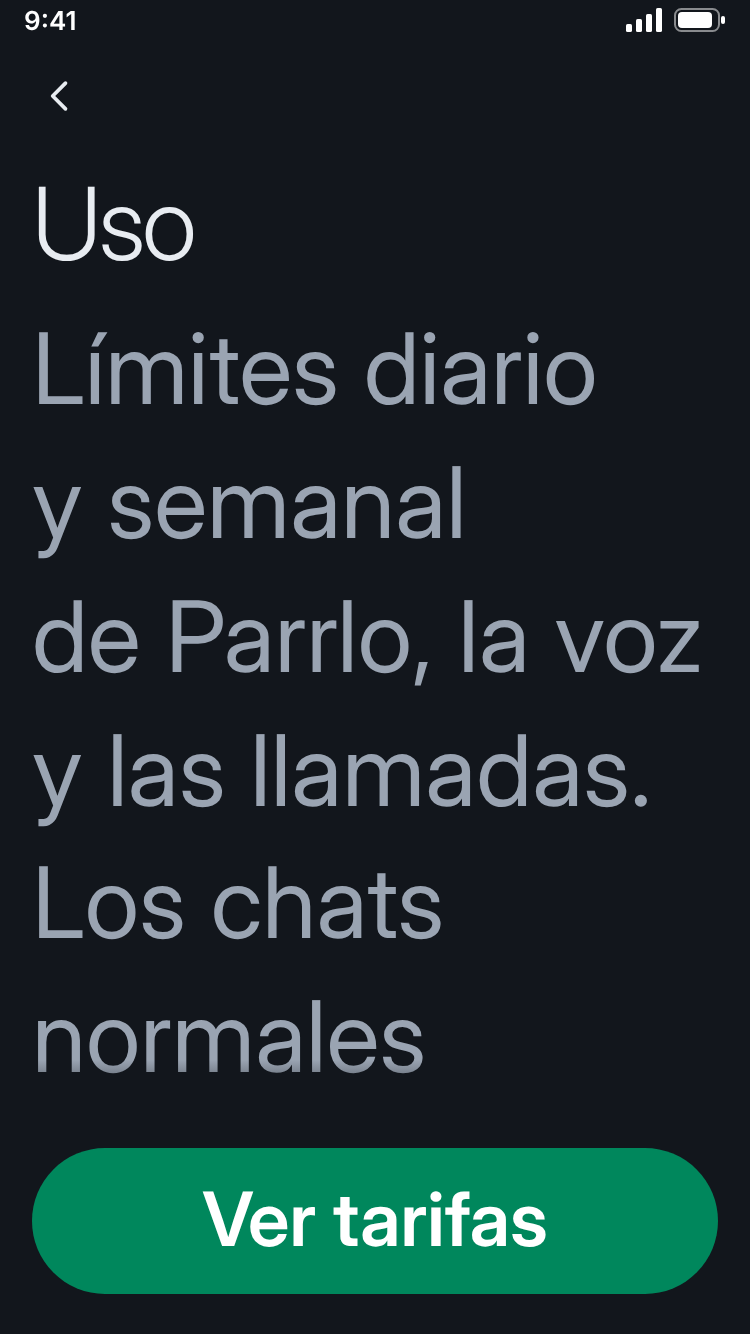 9:41
Uso
Límites diario
y semanal
de Parrlo, la voz
y las llamadas.
Los chats
normales
Ver tarifas